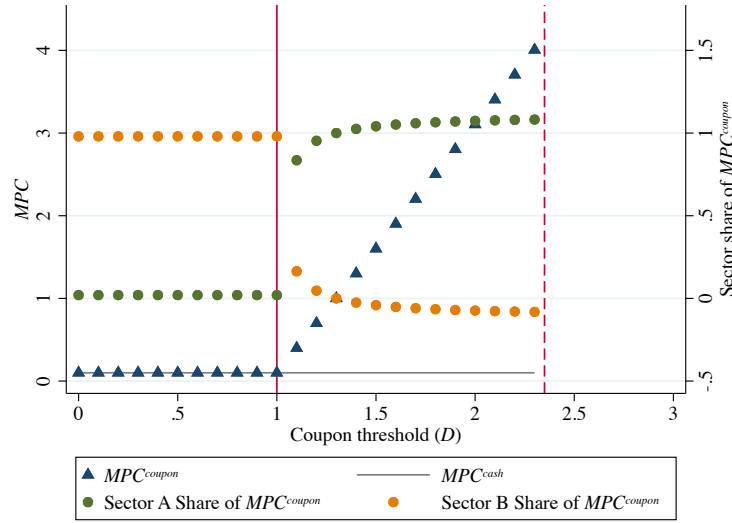 4
3
2
1
0
MPC
1.5
1
.5
0
-.5
Sector share of MPC^coupon
0
.5
1
1.5
2
2.5
3
Coupon threshold (D)
MPC^coupon
MPC^cash
Sector A Share of MPC^coupon
Sector B Share of MPC^coupon